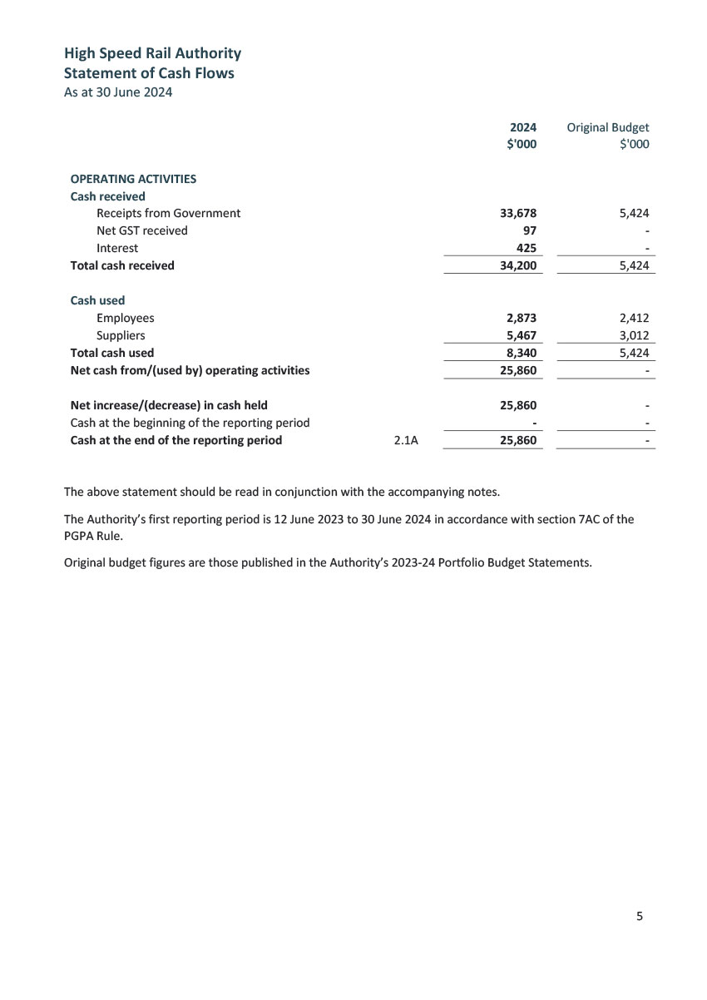 High Speed Rail Authority
Statement of Cash Flows
As at 30 June 2024
2024 Original Budget
$'000 $'000
OPERATING ACTIVITIES
Cash received
Receipts from Government 33,678 5,424
Net GST received 97 -
Interest 425 -
Total cash received 34,200 5,424
Cash used
Employees 2,873 2,412
Suppliers 5,467 3,012
Total cash used 8,340 5,424
Net cash from/(used by) operating activities 25,860 -
Net increase/(decrease) in cash held 25,860 -
Cash at the beginning of the reporting period - -
Cash at the end of the reporting period 2.1A 25,860 -
The above statement should be read in conjunction with the accompanying notes.
The Authority’s first reporting period is 12 June 2023 to 30 June 2024 in accordance with section 7AC of the
PGPA Rule.
Original budget figures are those published in the Authority’s 2023-24 Portfolio Budget Statements.
5